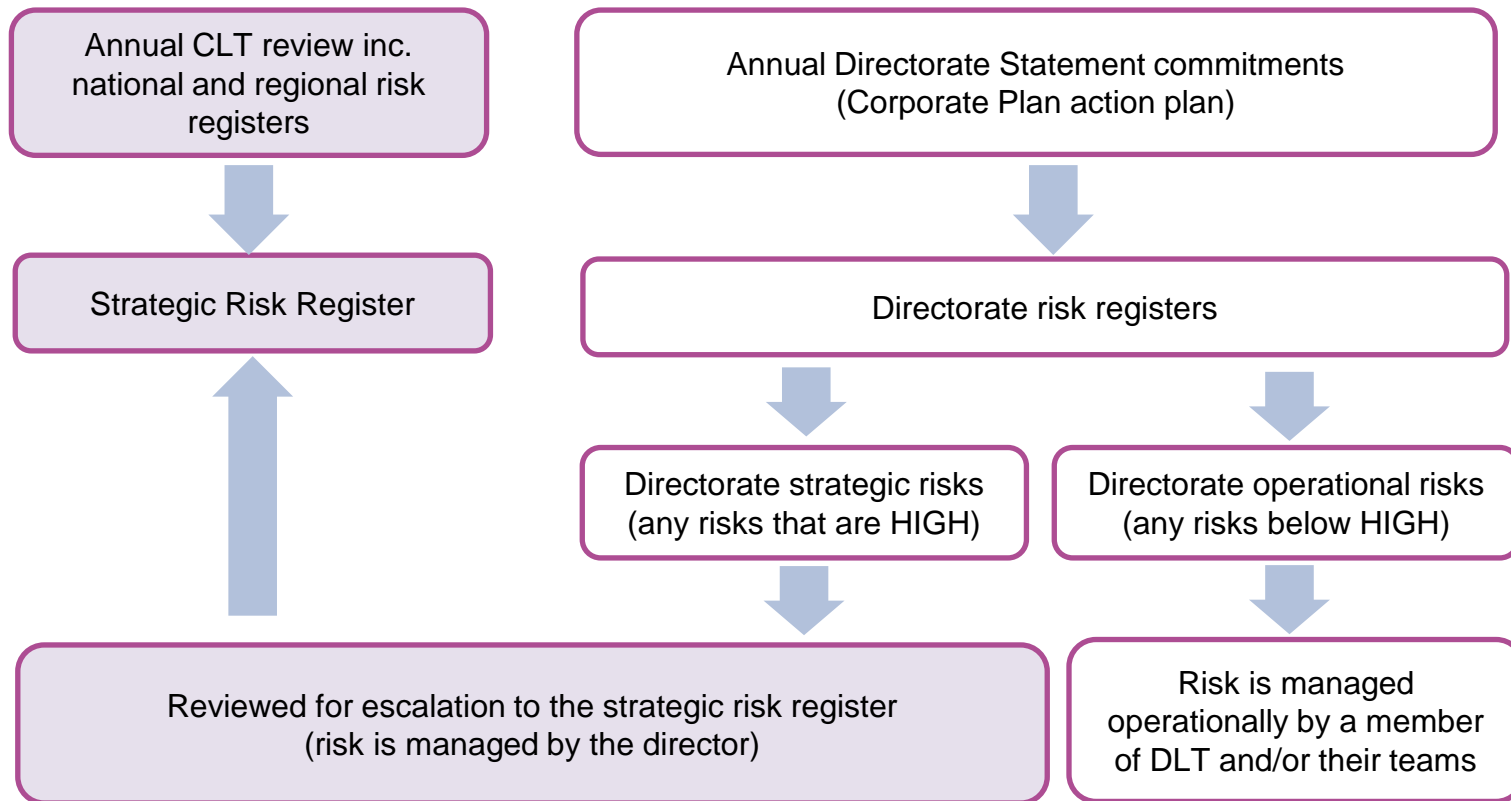 Annual CLT review inc.
national and regional risk
registers
Annual Directorate Statement commitments
(Corporate Plan action plan)
Strategic Risk Register
Directorate risk registers
Directorate strategic risks
(any risks that are HIGH)
Directorate operational risks
(any risks below HIGH)
Reviewed for escalation to the strategic risk register
(risk is managed by the director)
Risk is managed
operationally by a member
of DLT and/or their teams